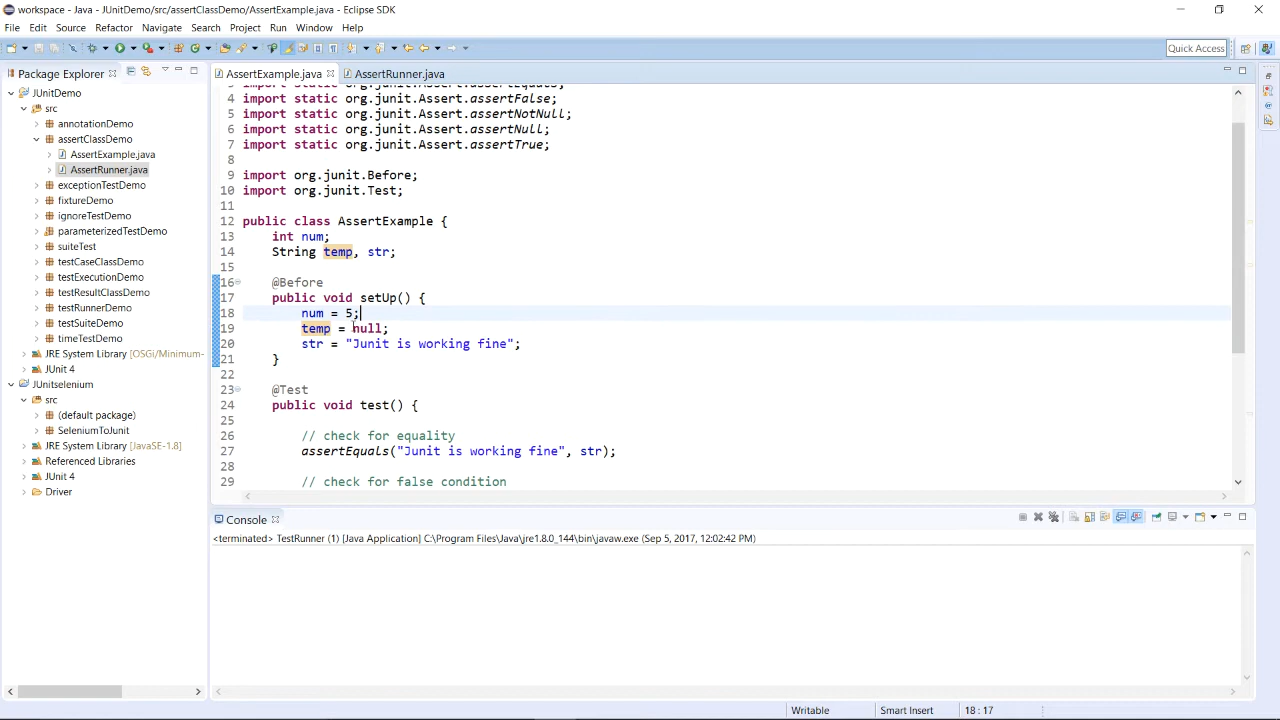 workspace - Java - JUnitDemo/src/assertClassDemo/AssertExample.java - Eclipse SDK
File Edit Source Refactor Navigate Search Project Run Window Help
Quick Access
Package Explorer
JUnitDemo
src
annotationDemo
assertClassDemo
AssertExample.java
AssertRunner.java
exceptionTestDemo
fixtureDemo
ignoreTestDemo
parameterizedTestDemo
suiteTest
testCaseClassDemo
testExecutionDemo
testResultClassDemo
testRunnerDemo
testSuiteDemo
timeTestDemo
JRE System Library [OSGi/Minimum-
JUnit 4
JUnitselenium
src
(default package)
SeleniumToJunit
JRE System Library [JavaSE-1.8]
Referenced Libraries
JUnit 4
Driver
AssertExample.java AssertRunner.java
3 import static org.junit.Assert.assertEquals;
4 import static org.junit.Assert.assertFalse;
5 import static org.junit.Assert.assertNotNull;
6 import static org.junit.Assert.assertNull;
7 import static org.junit.Assert.assertTrue;
8
9 import org.junit.Before;
10 import org.junit.Test;
11
12 public class AssertExample {
13 int num;
14 String temp, str;
15
16 @Before
17 public void setUp() {
18 num = 5;
19 temp = null;
20 str = "Junit is working fine";
21 }
22
23 @Test
24 public void test() {
25
26 // check for equality
27 assertEquals("Junit is working fine", str);
28
29 // check for false condition
Console
<terminated> TestRunner (1) [Java Application] C:\Program Files\Java\jre1.8.0_144\bin\javaw.exe (Sep 5, 2017, 12:02:42 PM)
Writable Smart Insert 18 : 17